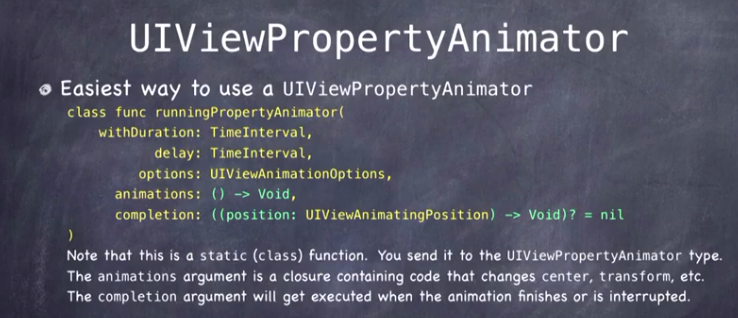 UIViewPropertyAnimator
Easiest way to use a UIViewPropertyAnimator
class func runningPropertyAnimator(
withDuration: TimeInterval,
delay: TimeInterval,
options: UIViewAnimationOptions,
animations: () -> Void,
completion: ((position: UIViewAnimatingPosition) -> Void)? = nil
)
Note that this is a static (class) function. You send it to the UIViewPropertyAnimator type.
The animations argument is a closure containing code that changes center, transform, etc.
The completion argument will get executed when the animation finishes or is interrupted.